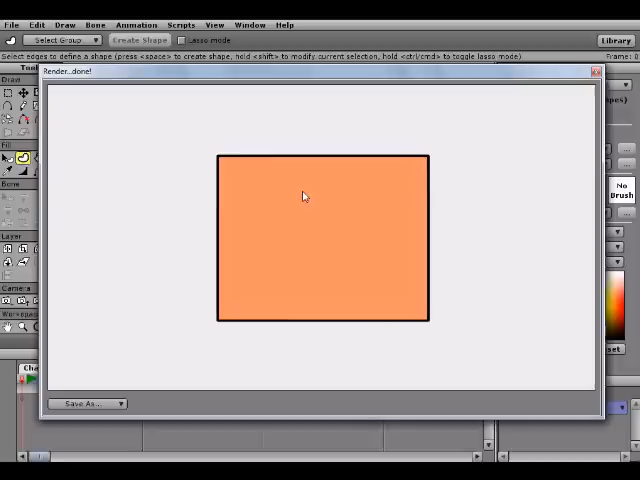 File Edit Draw Bone Animation Scripts View Window Help
Select Group... Create Shape Lasso mode Library
Select edges to define a shape (press <space> to create shape, hold <shift> to modify current selection, hold <ctrl/cmd> to toggle lasso mode) Frame: 0
Render...done!
Draw
Fill
No
Brush
Bone
Layer
Camera
Save As...